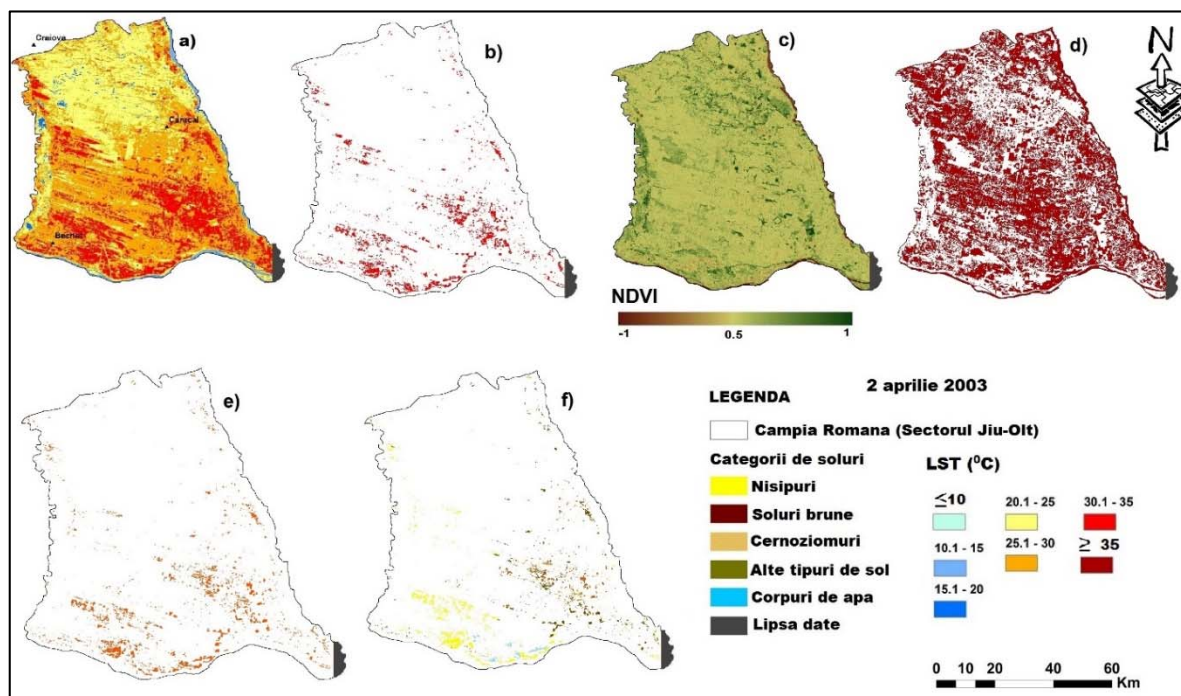 Craiova
a)
b)
c)
d)
N
Caracal
Bechet
NDVI
-1 0.5 1
e)
f)
2 aprilie 2003
LEGENDA
Campia Romana (Sectorul Jiu-Olt)
Categorii de soluri
Nisipuri
Soluri brune
Cernoziomuri
Alte tipuri de sol
Corpuri de apa
Lipsa date
LST (⁰C)
≤10 20.1 - 25 30.1 - 35
10.1 - 15 25.1 - 30 ≥ 35
15.1 - 20
0 10 20 40 60
Km